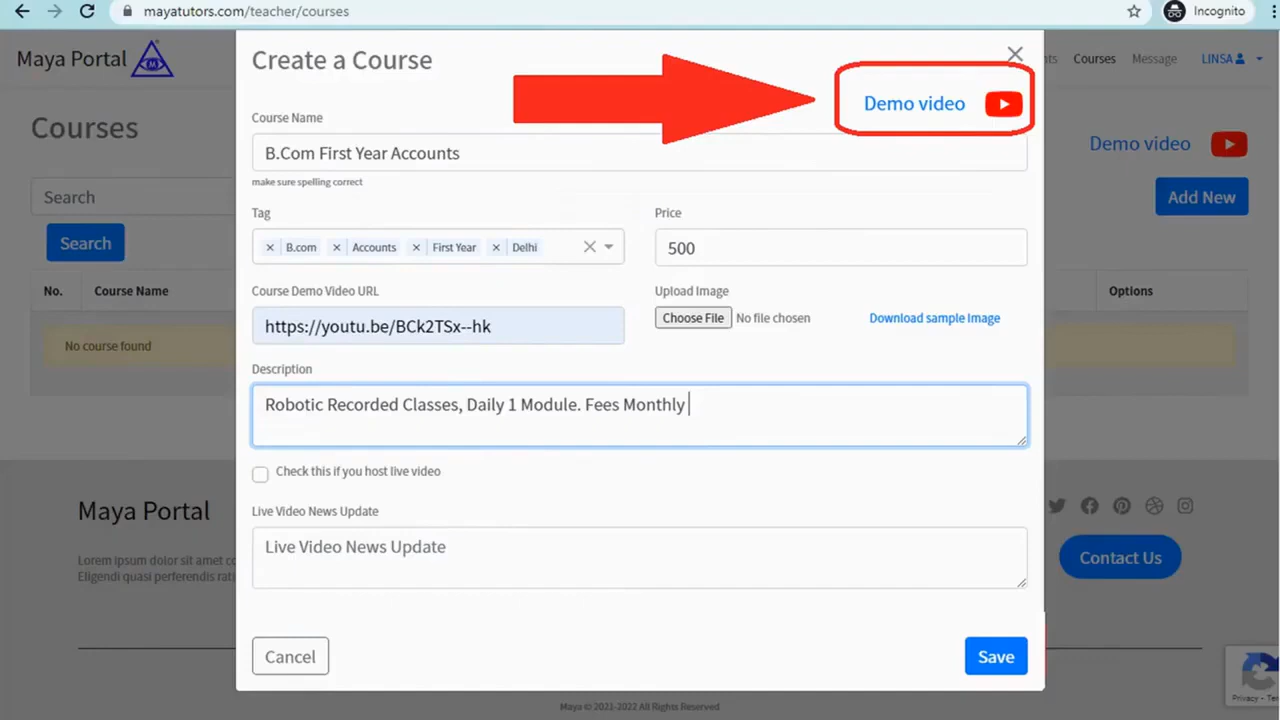 mayatutors.com/teacher/courses
Incognito
Maya Portal
Courses
Message
LINSA
Create a Course
Demo video
Courses
Demo video
Course Name
B.Com First Year Accounts
make sure spelling correct
Search
Add New
Tag
Price
B.com
Accounts
First Year
Delhi
500
Search
Course Demo Video URL
Upload Image
No.
Course Name
Options
https://youtu.be/BCk2TSx--hk
Choose File No file chosen
Download sample Image
No course found
Description
Robotic Recorded Classes, Daily 1 Module. Fees Monthly
Check this if you host live video
Maya Portal
Live Video News Update
Live Video News Update
Lorem ipsum dolor sit amet
Eligendi quasi perferendis
Contact Us
Cancel
Save
Maya © 2021-2022 All Rights Reserved